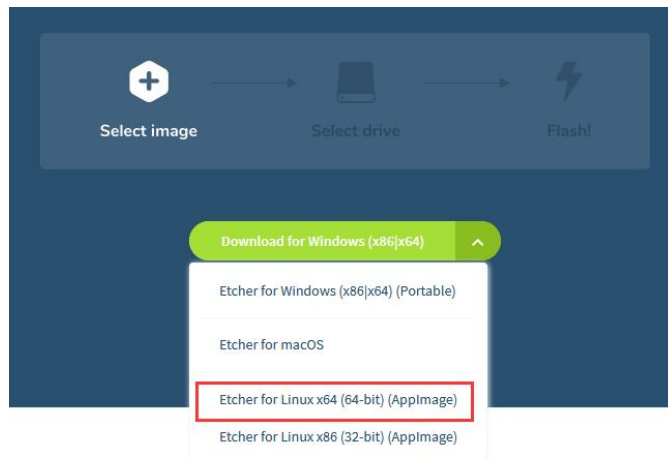 Select image
Select drive
Flash!
Download for Windows (x86|x64)
Etcher for Windows (x86|x64) (Portable)
Etcher for macOS
Etcher for Linux x64 (64-bit) (AppImage)
Etcher for Linux x86 (32-bit) (AppImage)